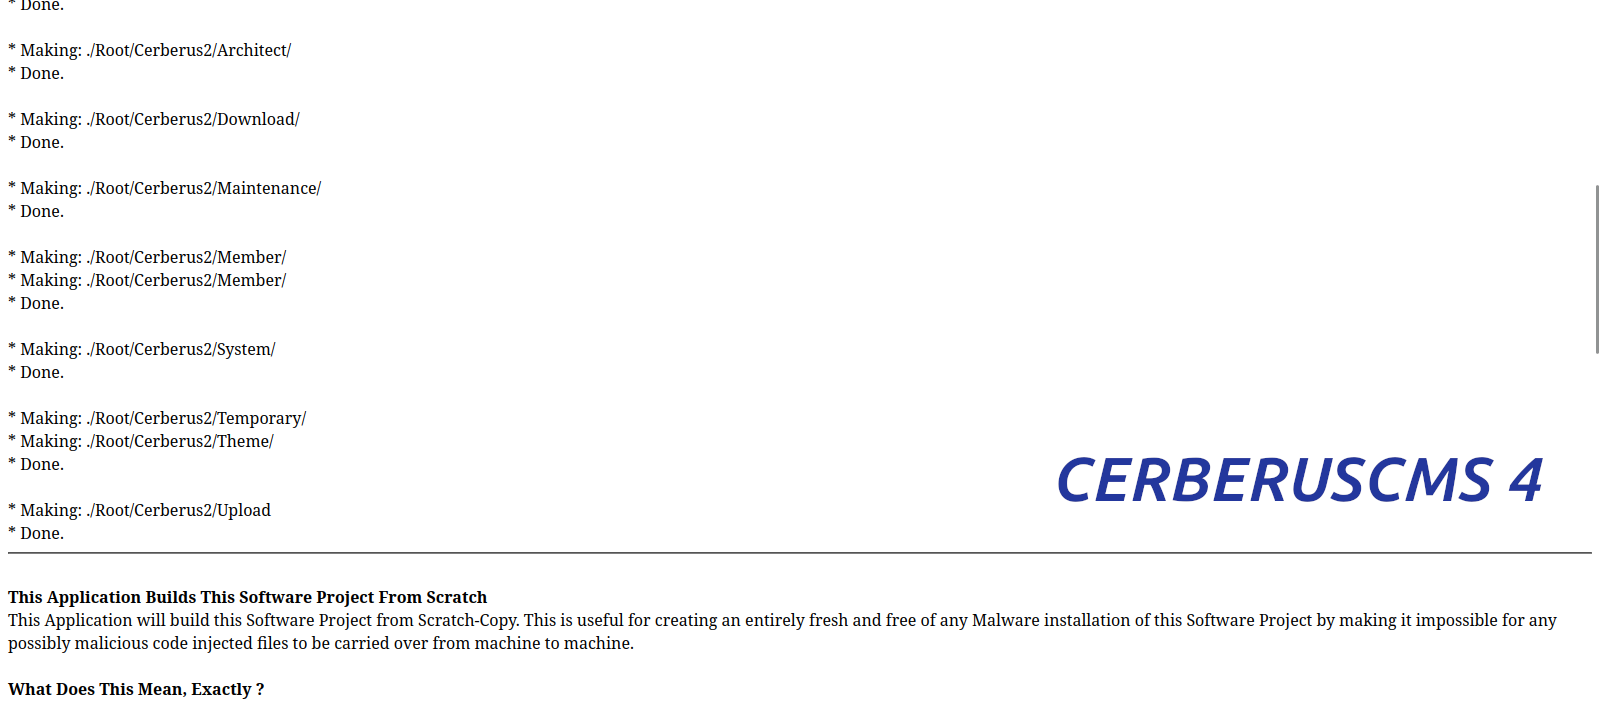 * Done.
* Making: ./Root/Cerberus2/Architect/
* Done.
* Making: ./Root/Cerberus2/Download/
* Done.
* Making: ./Root/Cerberus2/Maintenance/
* Done.
* Making: ./Root/Cerberus2/Member/
* Making: ./Root/Cerberus2/Member/
* Done.
* Making: ./Root/Cerberus2/System/
* Done.
* Making: ./Root/Cerberus2/Temporary/
* Making: ./Root/Cerberus2/Theme/
* Done.
CERBERUSCMS 4
* Making: ./Root/Cerberus2/Upload
* Done.
This Application Builds This Software Project From Scratch
This Application will build this Software Project from Scratch-Copy. This is useful for creating an entirely fresh and free of any Malware installation of this Software Project by making it impossible for any
possibly malicious code injected files to be carried over from machine to machine.
What Does This Mean, Exactly ?